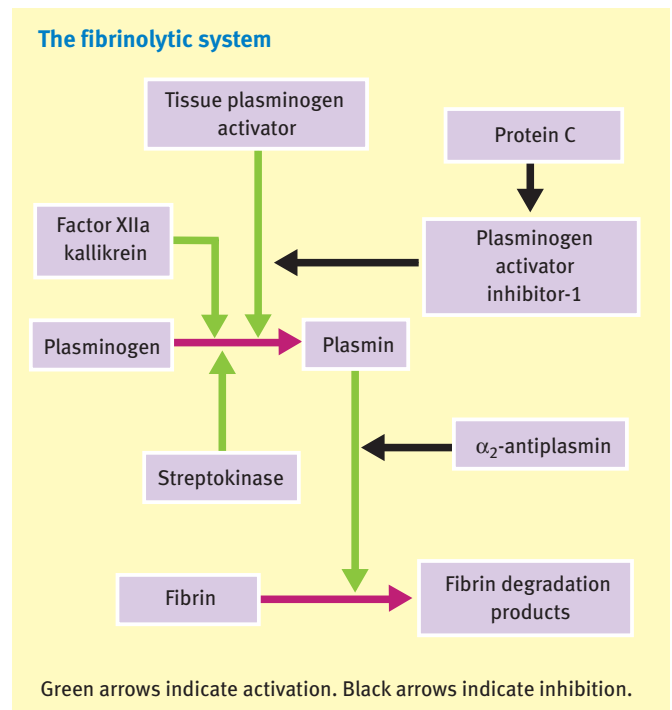 The fibrinolytic system
Tissue plasminogen
activator
Protein C
Factor XIIa
kallikrein
Plasminogen
activator
inhibitor-1
Plasminogen
Plasmin
Streptokinase
α₂-antiplasmin
Fibrin
Fibrin degradation
products
Green arrows indicate activation. Black arrows indicate inhibition.